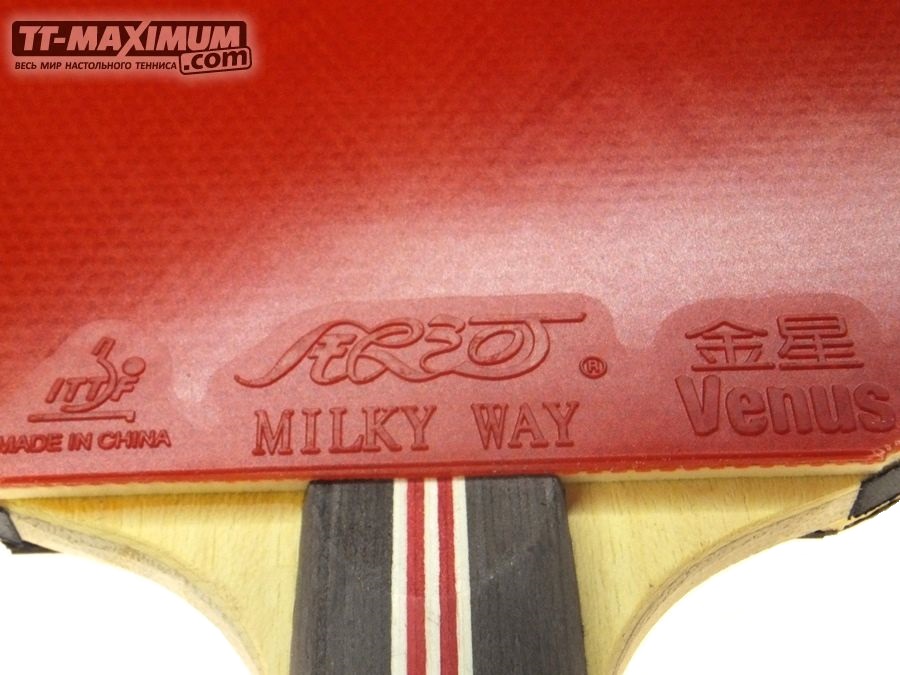 TT-MAXIMUM
.com
ВЕСЬ МИР НАСТОЛЬНОГО ТЕННИСА
ITTF
MADE IN CHINA
®
MILKY WAY
金星
Venus